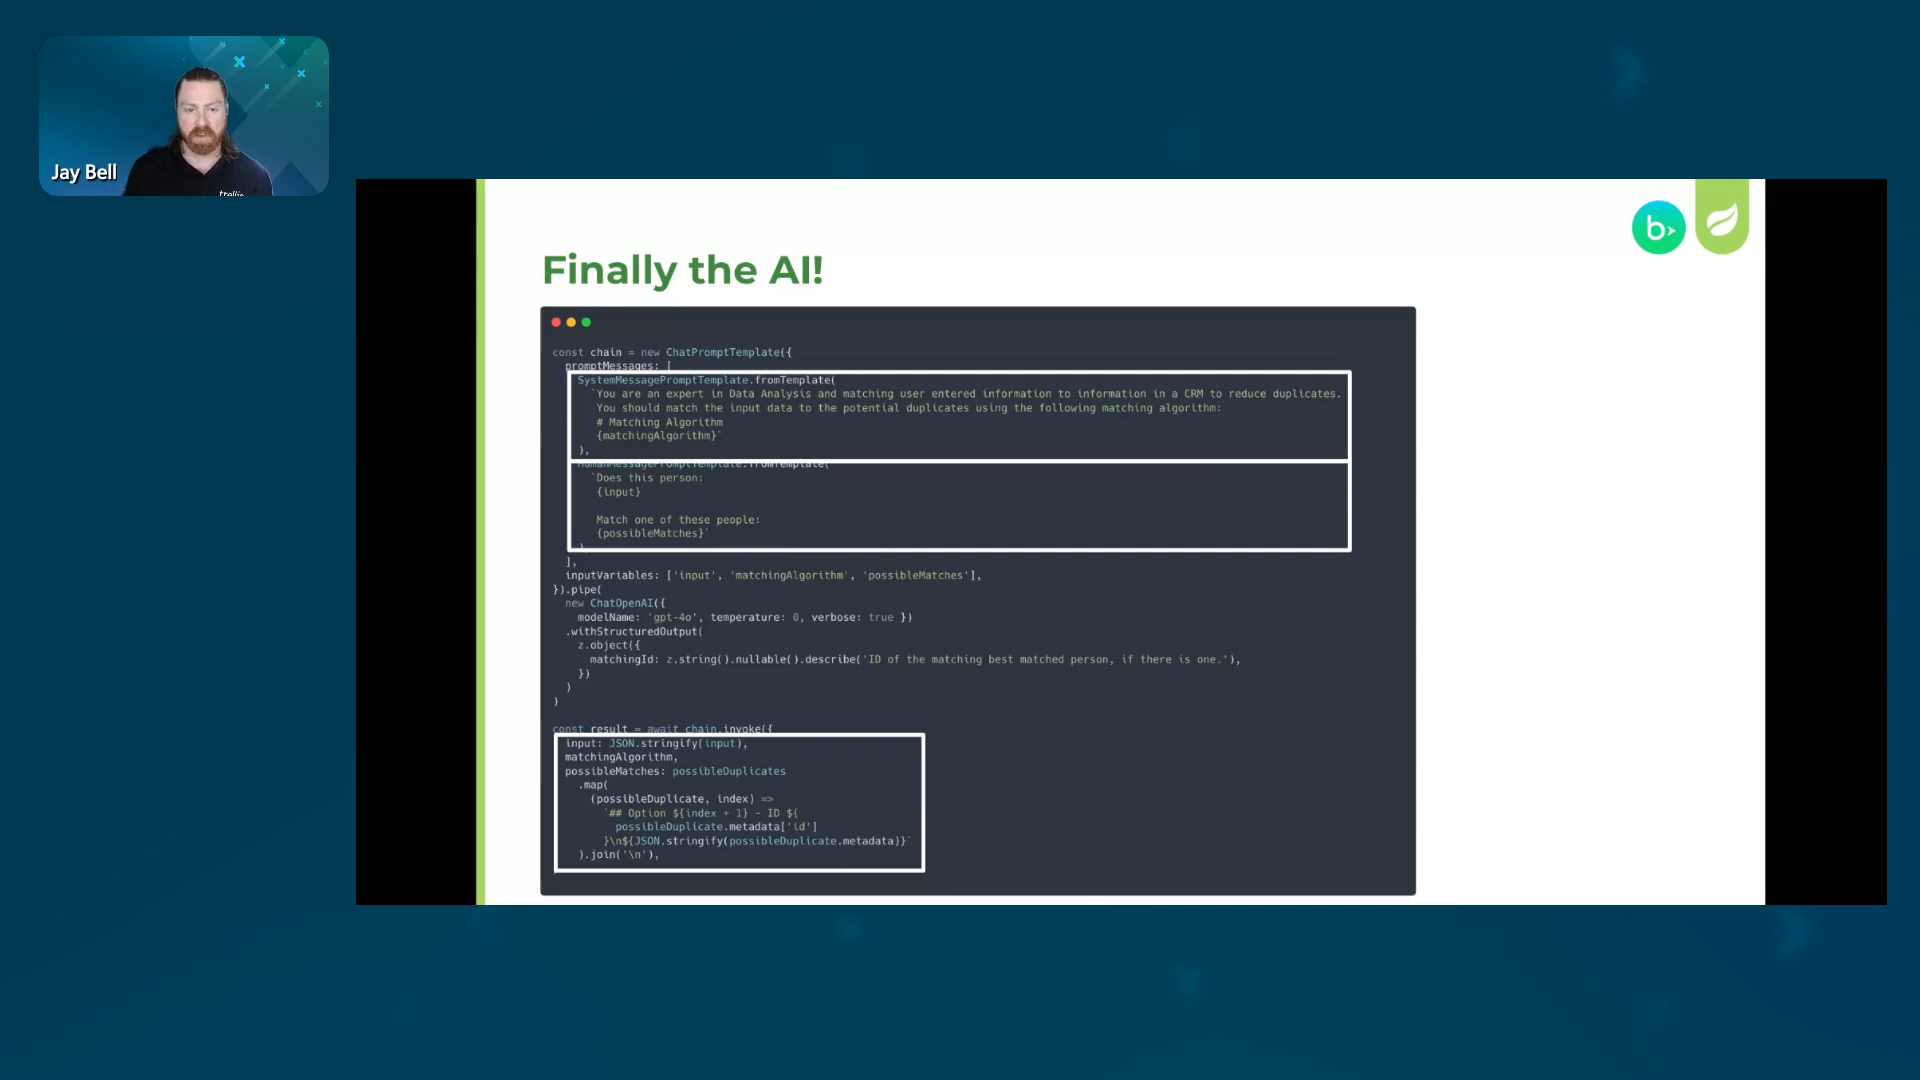 Jay Bell
trellis
b
Finally the AI!
const chain = new ChatPromptTemplate({
promptMessages: [
SystemMessagePromptTemplate.fromTemplate(
`You are an expert in Data Analysis and matching user entered information to information in a CRM to reduce duplicates.
You should match the input data to the potential duplicates using the following matching algorithm:
# Matching Algorithm
{matchingAlgorithm}`
),
HumanMessagePromptTemplate.fromTemplate(
`Does this person:
{input}
Match one of these people:
{possibleMatches}`
)
],
inputVariables: ['input', 'matchingAlgorithm', 'possibleMatches'],
}).pipe(
new ChatOpenAI({
modelName: 'gpt-4o', temperature: 0, verbose: true })
.withStructuredOutput(
z.object({
matchingId: z.string().nullable().describe('ID of the matching best matched person, if there is one.'),
})
)
)
const result = await chain.invoke({
input: JSON.stringify(input),
matchingAlgorithm,
possibleMatches: possibleDuplicates
.map(
(possibleDuplicate, index) =>
`## Option ${index + 1} - ID ${
possibleDuplicate.metadata['id']
}\n${JSON.stringify(possibleDuplicate.metadata)}`
).join('\n'),